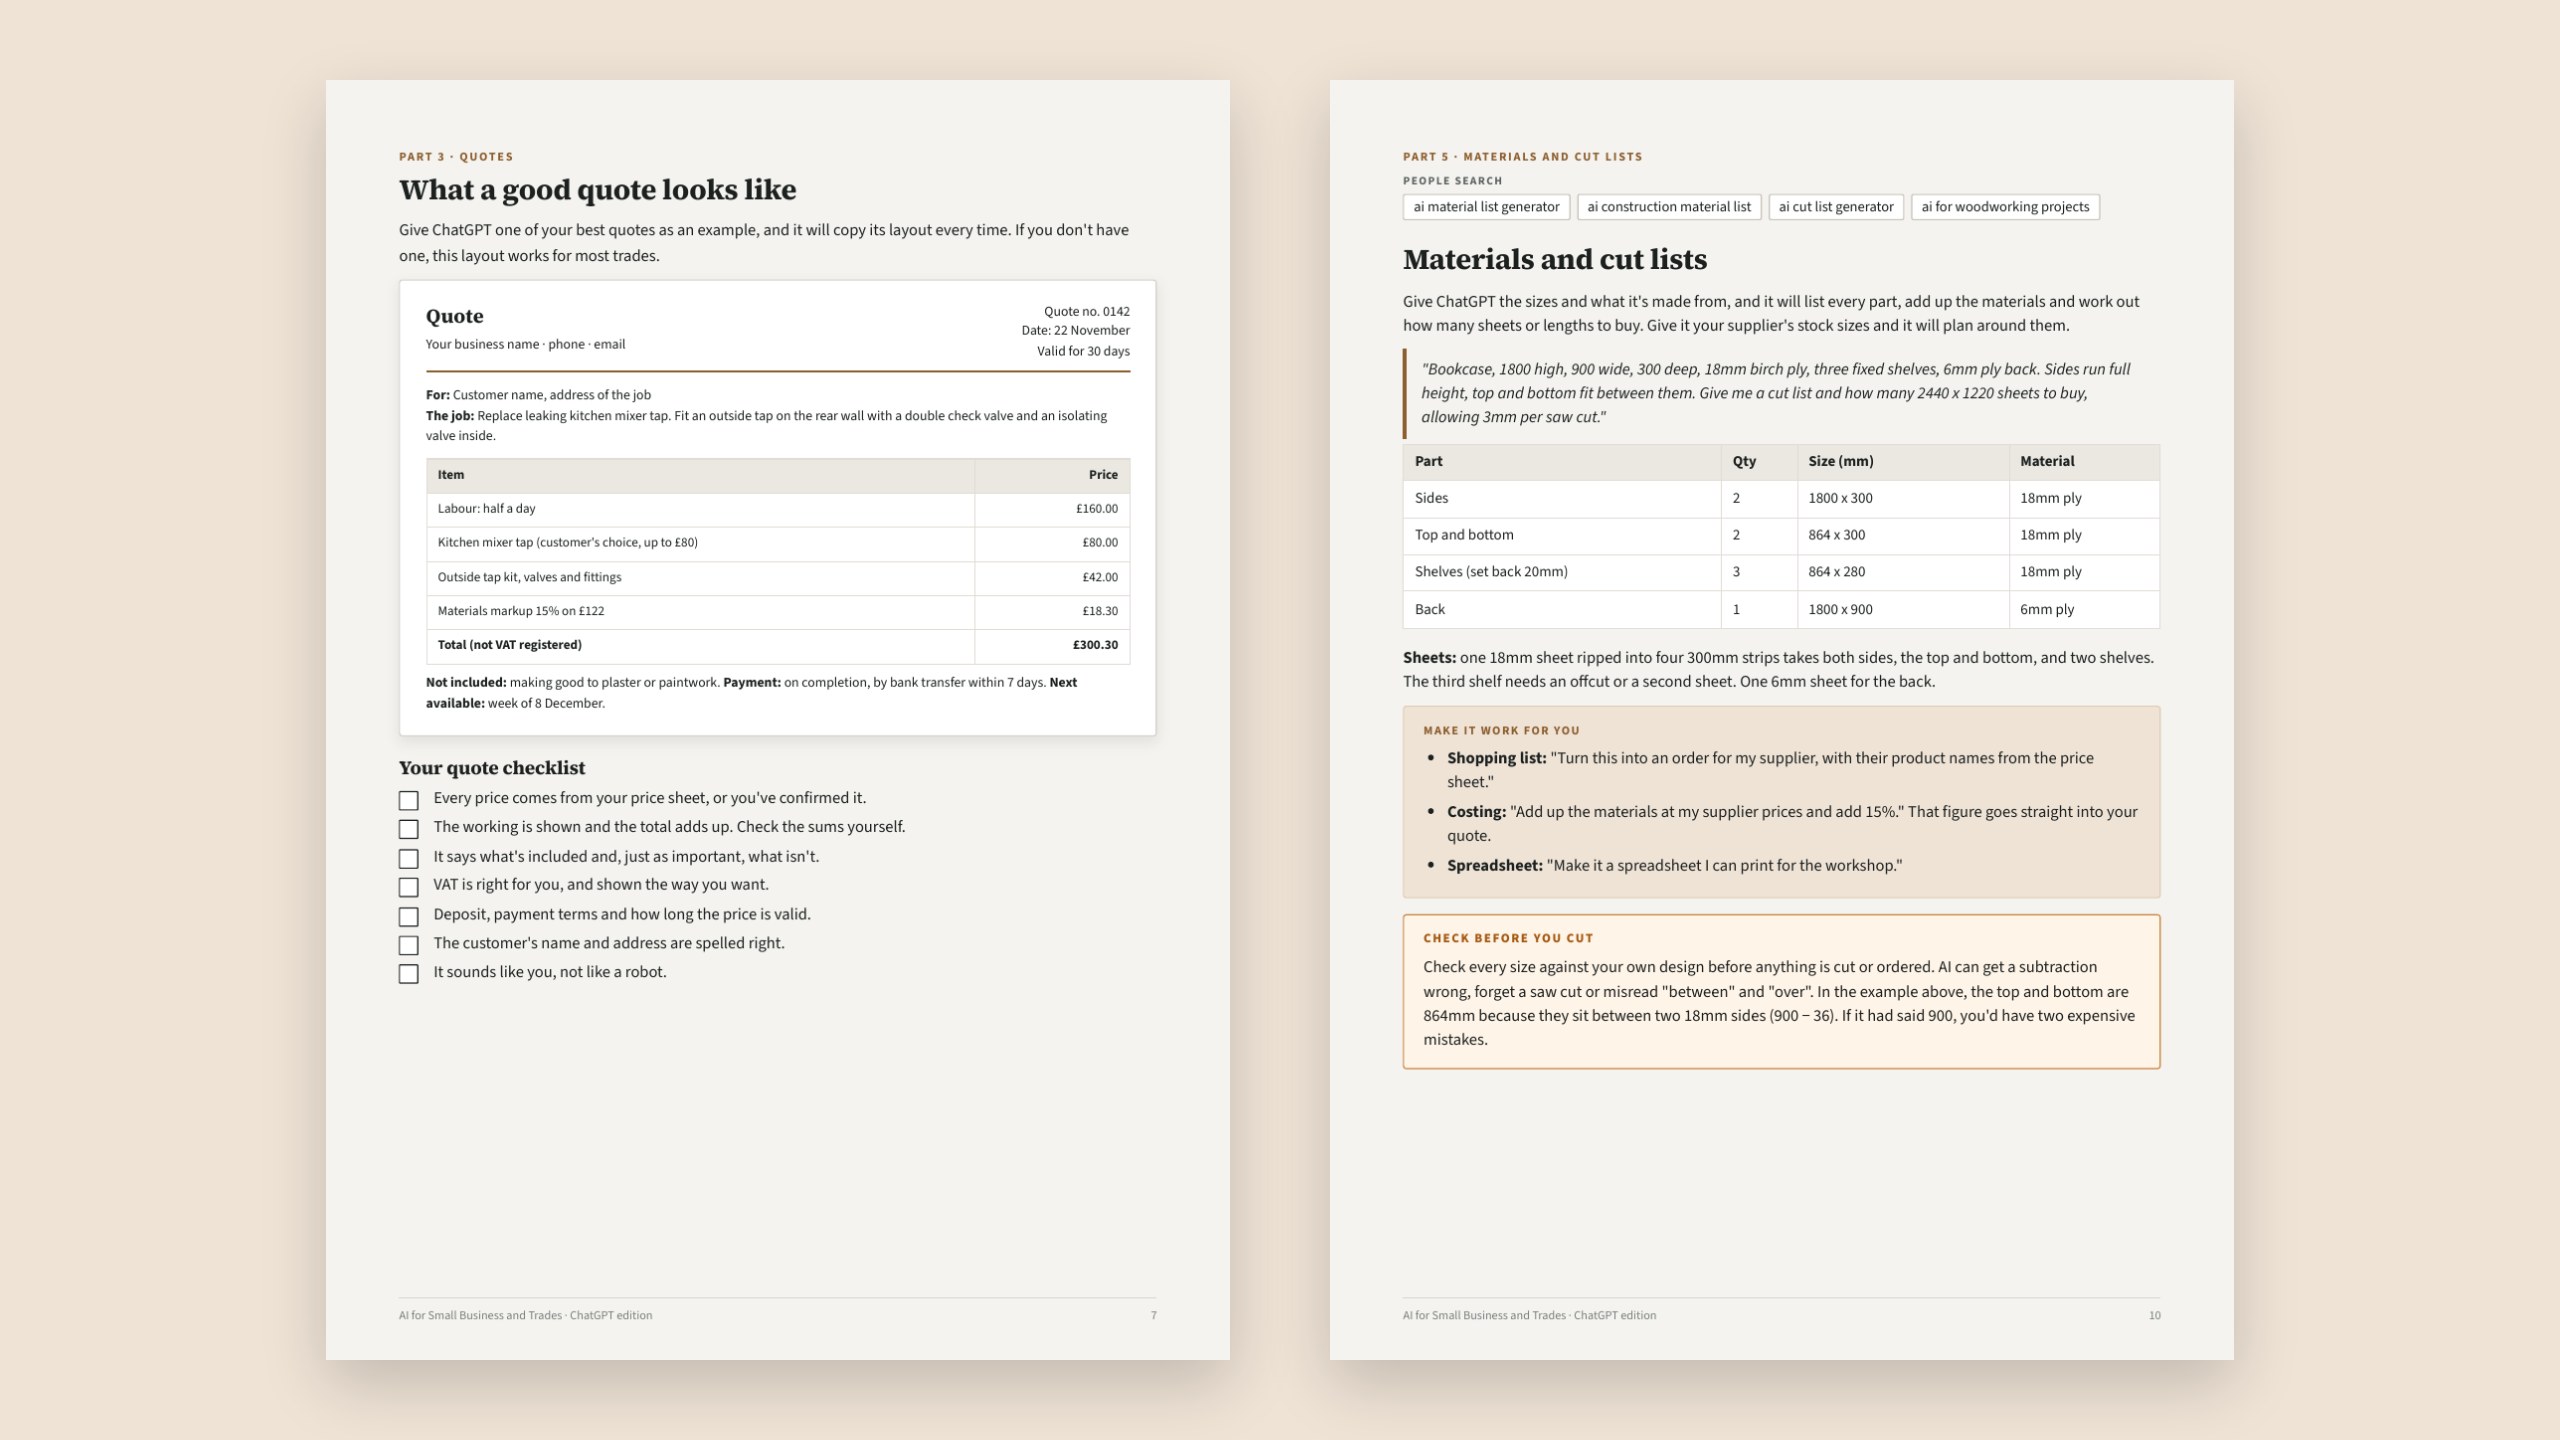 PART 3 · QUOTES
What a good quote looks like
Give ChatGPT one of your best quotes as an example, and it will copy its layout every time. If you don't have
one, this layout works for most trades.
Quote
Your business name · phone · email
Quote no. 0142
Date: 22 November
Valid for 30 days
For: Customer name, address of the job
The job: Replace leaking kitchen mixer tap. Fit an outside tap on the rear wall with a double check valve and an isolating
valve inside.
Item Price
Labour: half a day £160.00
Kitchen mixer tap (customer's choice, up to £80) £80.00
Outside tap kit, valves and fittings £42.00
Materials markup 15% on £122 £18.30
Total (not VAT registered) £300.30
Not included: making good to plaster or paintwork. Payment: on completion, by bank transfer within 7 days. Next
available: week of 8 December.
Your quote checklist
Every price comes from your price sheet, or you've confirmed it.
The working is shown and the total adds up. Check the sums yourself.
It says what's included and, just as important, what isn't.
VAT is right for you, and shown the way you want.
Deposit, payment terms and how long the price is valid.
The customer's name and address are spelled right.
It sounds like you, not like a robot.
AI for Small Business and Trades · ChatGPT edition 7
PART 5 · MATERIALS AND CUT LISTS
PEOPLE SEARCH
ai material list generator ai construction material list ai cut list generator ai for woodworking projects
Materials and cut lists
Give ChatGPT the sizes and what it's made from, and it will list every part, add up the materials and work out
how many sheets or lengths to buy. Give it your supplier's stock sizes and it will plan around them.
"Bookcase, 1800 high, 900 wide, 300 deep, 18mm birch ply, three fixed shelves, 6mm ply back. Sides run full
height, top and bottom fit between them. Give me a cut list and how many 2440 x 1220 sheets to buy,
allowing 3mm per saw cut."
Part Qty Size (mm) Material
Sides 2 1800 x 300 18mm ply
Top and bottom 2 864 x 300 18mm ply
Shelves (set back 20mm) 3 864 x 280 18mm ply
Back 1 1800 x 900 6mm ply
Sheets: one 18mm sheet ripped into four 300mm strips takes both sides, the top and bottom, and two shelves.
The third shelf needs an offcut or a second sheet. One 6mm sheet for the back.
MAKE IT WORK FOR YOU
• Shopping list: "Turn this into an order for my supplier, with their product names from the price
sheet."
• Costing: "Add up the materials at my supplier prices and add 15%." That figure goes straight into your
quote.
• Spreadsheet: "Make it a spreadsheet I can print for the workshop."
CHECK BEFORE YOU CUT
Check every size against your own design before anything is cut or ordered. AI can get a subtraction
wrong, forget a saw cut or misread "between" and "over". In the example above, the top and bottom are
864mm because they sit between two 18mm sides (900 − 36). If it had said 900, you'd have two expensive
mistakes.
AI for Small Business and Trades · ChatGPT edition 10